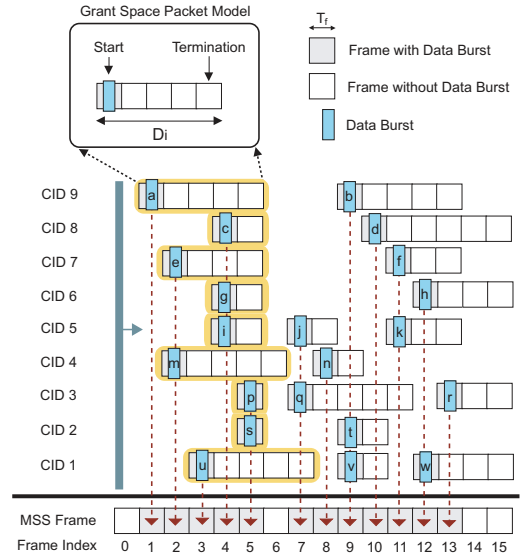 Grant Space Packet Model
Start
Termination
Di
Tf
Frame with Data Burst
Frame without Data Burst
Data Burst
CID 9 a b
CID 8 c d
CID 7 e f
CID 6 g h
CID 5 i j k
CID 4 m n
CID 3 p q r
CID 2 s t
CID 1 u v w
MSS Frame
Frame Index 0 1 2 3 4 5 6 7 8 9 10 11 12 13 14 15